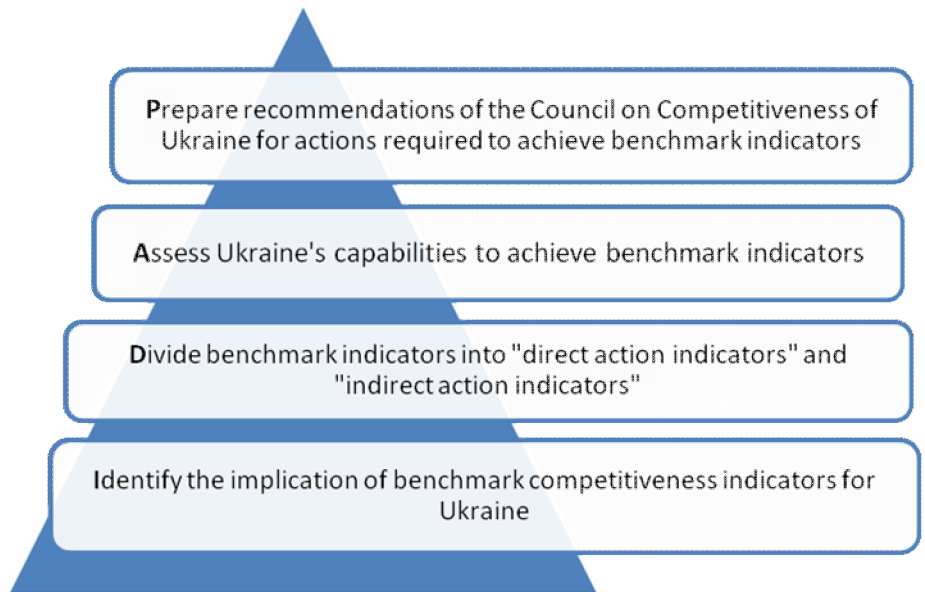 Prepare recommendations of the Council on Competitiveness of
Ukraine for actions required to achieve benchmark indicators
Assess Ukraine's capabilities to achieve benchmark indicators
Divide benchmark indicators into "direct action indicators" and
"indirect action indicators"
Identify the implication of benchmark competitiveness indicators for
Ukraine